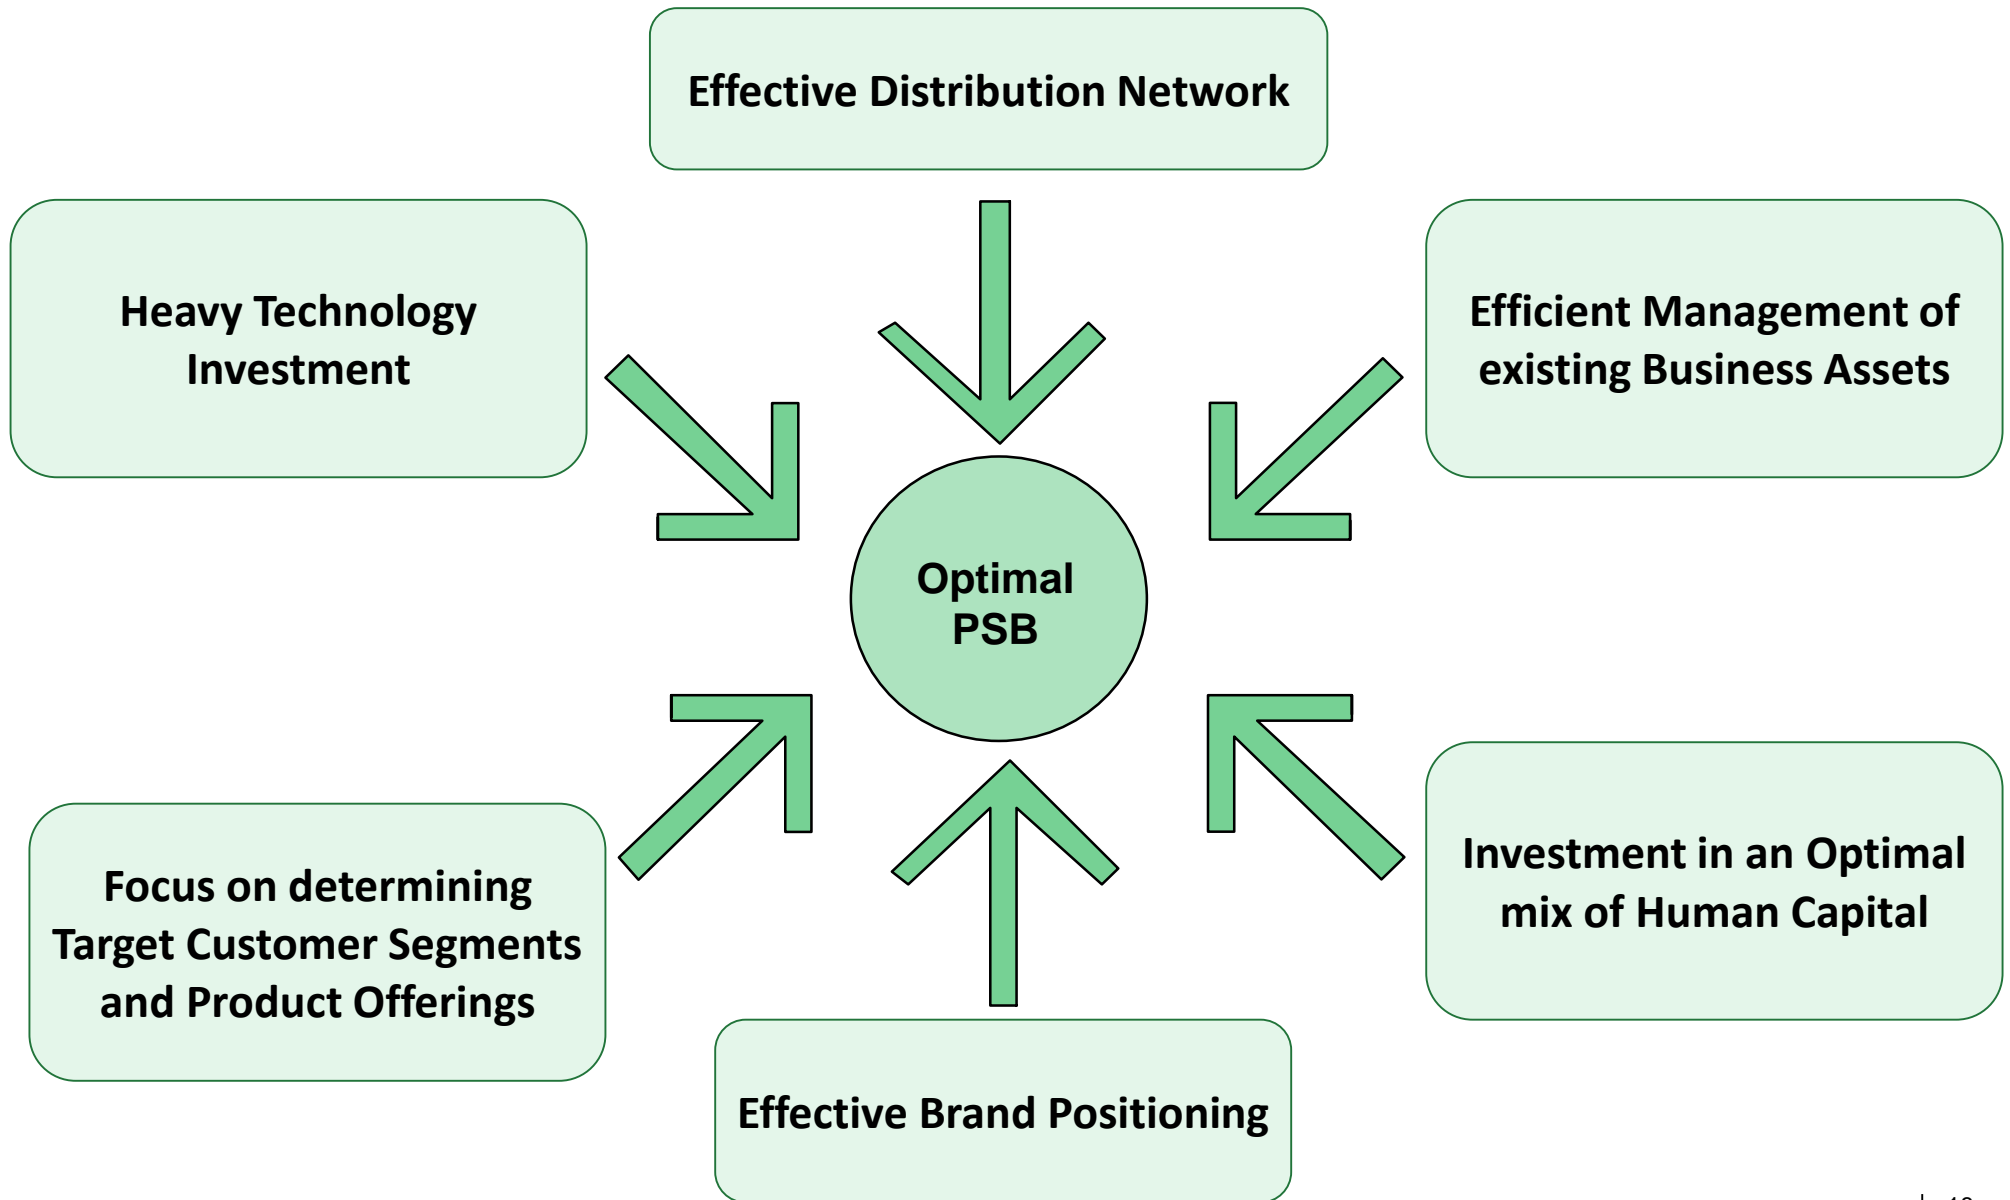 Effective Distribution Network
Heavy Technology
Investment
Efficient Management of
existing Business Assets
Optimal
PSB
Focus on determining
Target Customer Segments
and Product Offerings
Investment in an Optimal
mix of Human Capital
Effective Brand Positioning